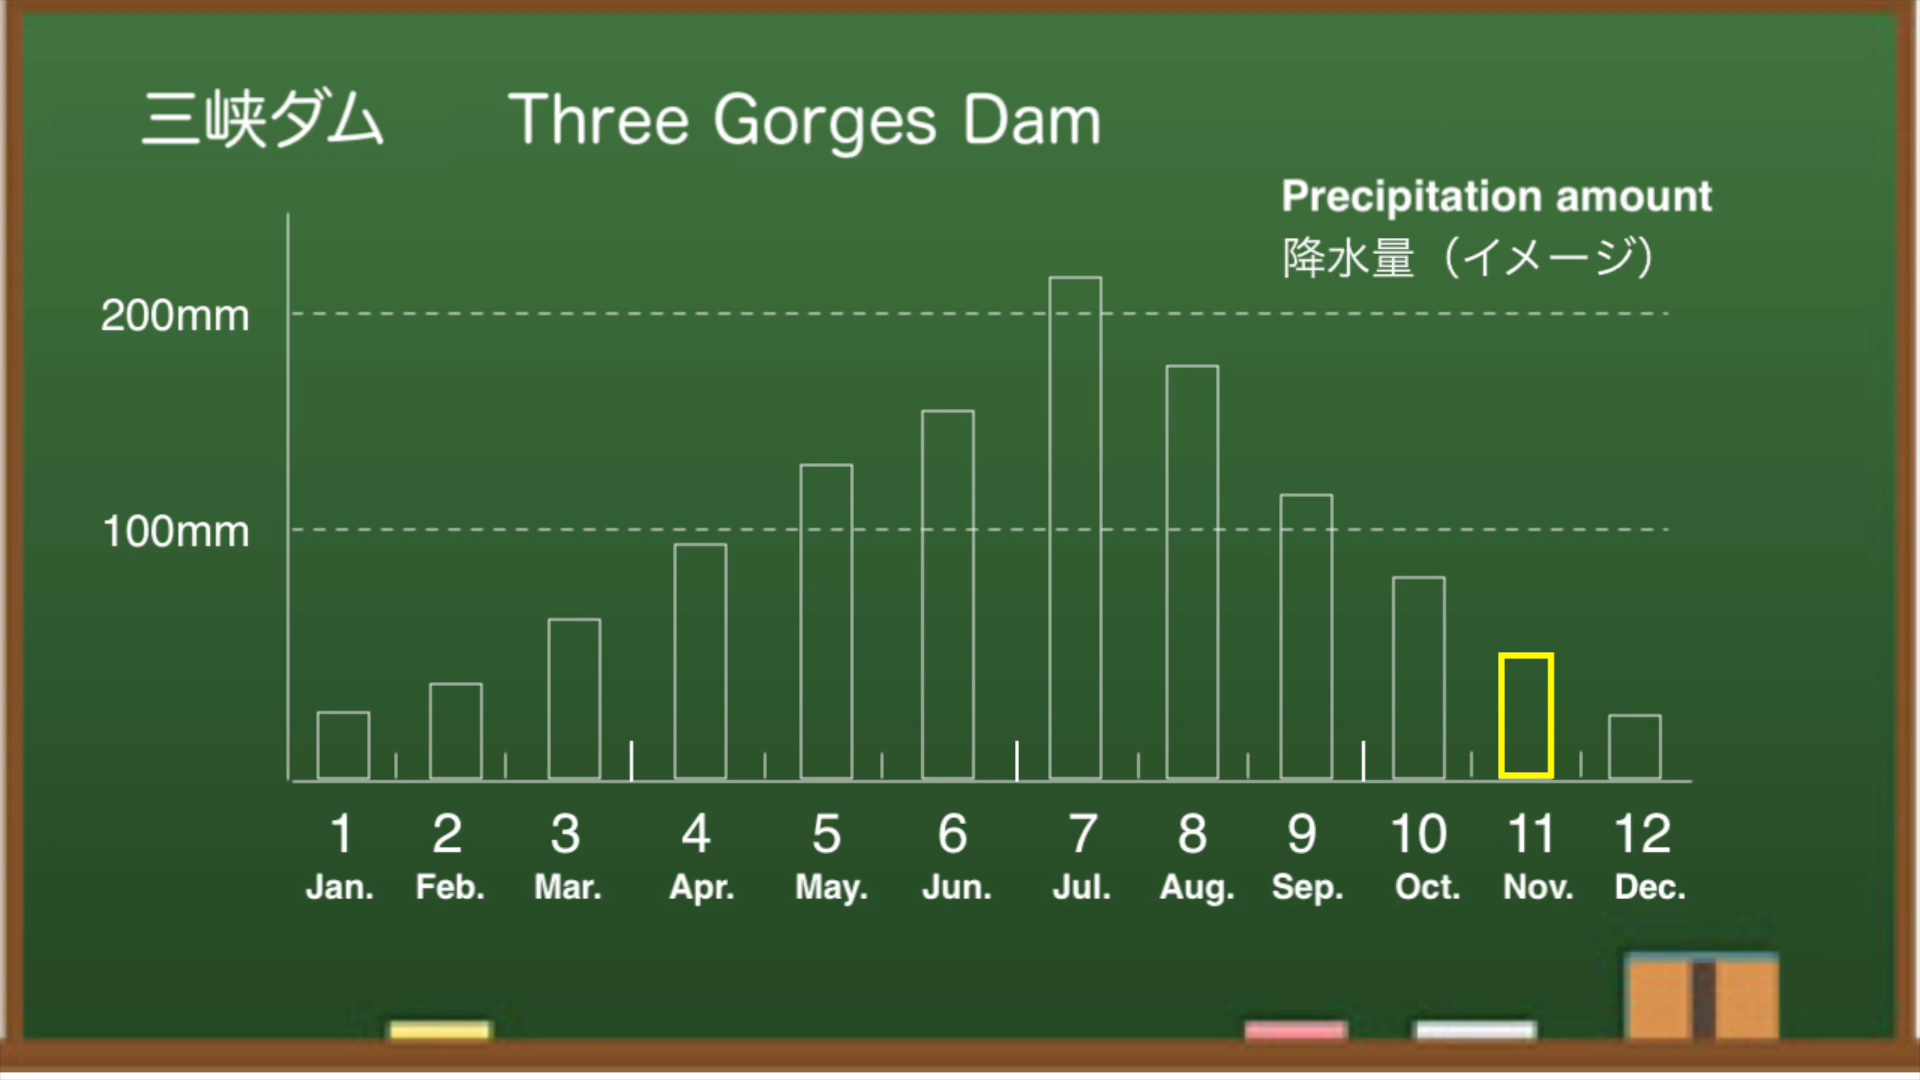 三峡ダム Three Gorges Dam
Precipitation amount
降水量（イメージ）
200mm
100mm
1 2 3 4 5 6 7 8 9 10 11 12
Jan. Feb. Mar. Apr. May. Jun. Jul. Aug. Sep. Oct. Nov. Dec.